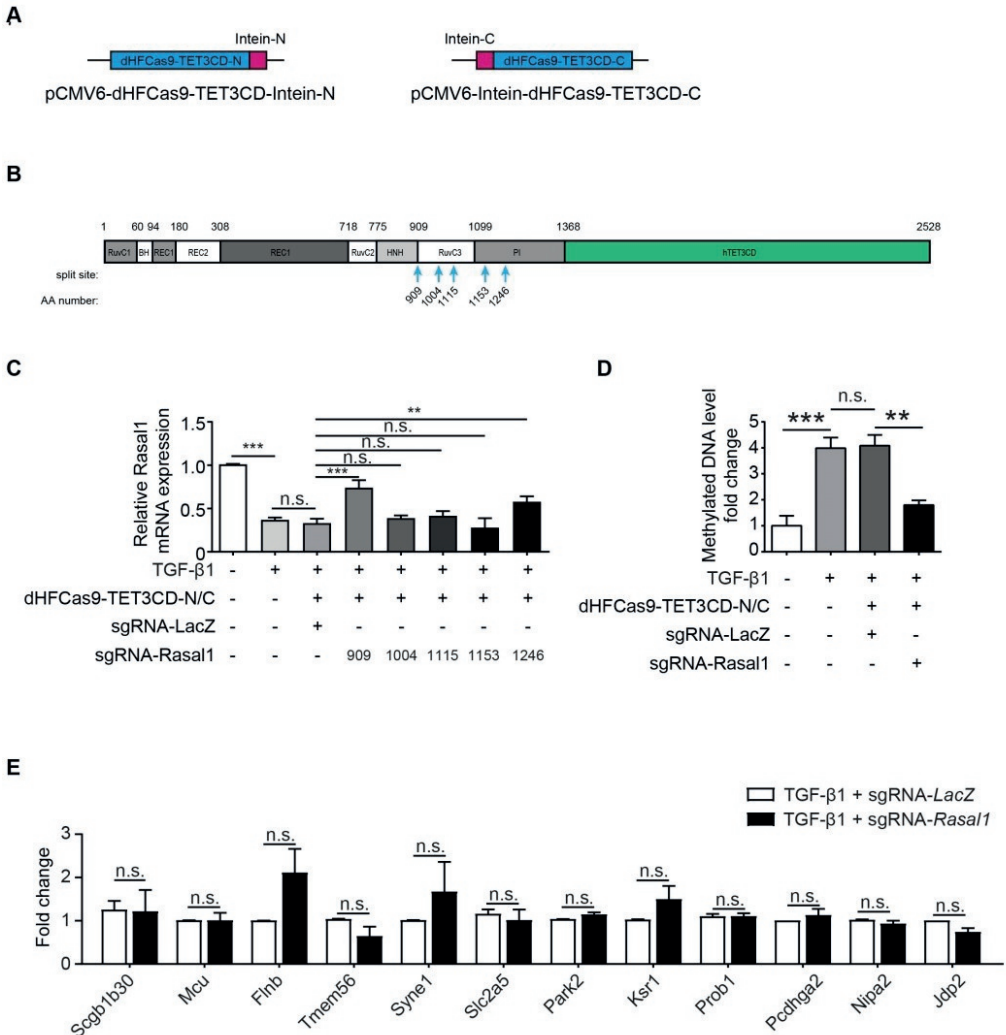 A
Intein-N
dHFCas9-TET3CD-N
pCMV6-dHFCas9-TET3CD-Intein-N
Intein-C
dHFCas9-TET3CD-C
pCMV6-Intein-dHFCas9-TET3CD-C
B
1 60 94 180 308 718 775 909 1099 1368 2528
RuvC1 BH REC1 REC2 REC1 RuvC2 HNH RuvC3 PI hTET3CD
split site:
AA number: 909 1004 1115 1153 1246
C
Relative Rasal1
mRNA expression
1.5
1.0
0.5
0
*** n.s. *** n.s. n.s. n.s. **
TGF-β1 - + + + + + + +
dHFCas9-TET3CD-N/C - - + + + + + +
sgRNA-LacZ - - + - - - - -
sgRNA-Rasal1 - - - 909 1004 1115 1153 1246
D
Methylated DNA level
fold change
5
4
3
2
1
0
*** n.s. **
TGF-β1 - + + +
dHFCas9-TET3CD-N/C - - + +
sgRNA-LacZ - - + -
sgRNA-Rasal1 - - - +
E
TGF-β1 + sgRNA-LacZ
TGF-β1 + sgRNA-Rasal1
Fold change
3
2
1
0
n.s. n.s. n.s. n.s. n.s. n.s. n.s. n.s. n.s. n.s. n.s. n.s.
Scgb1b30 Mcu Flnb Tmem56 Syne1 Slc2a5 Park2 Ksr1 Prob1 Pcdhga2 Nipa2 Jdp2